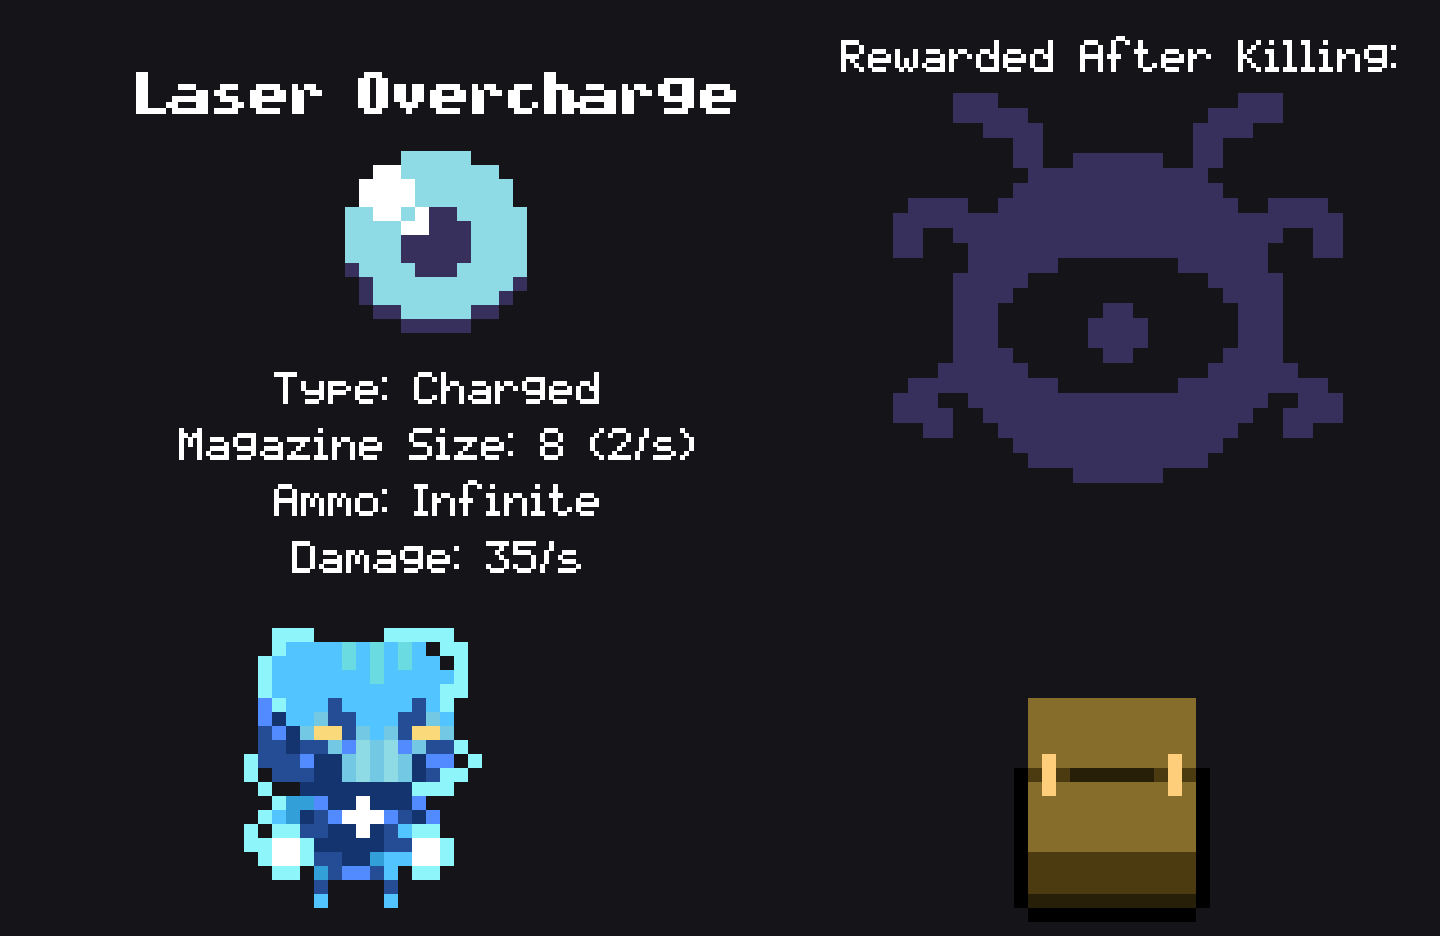 Laser Overcharge
Type: Charged
Magazine Size: 8 (2/s)
Ammo: Infinite
Damage: 35/s
Rewarded After Killing: